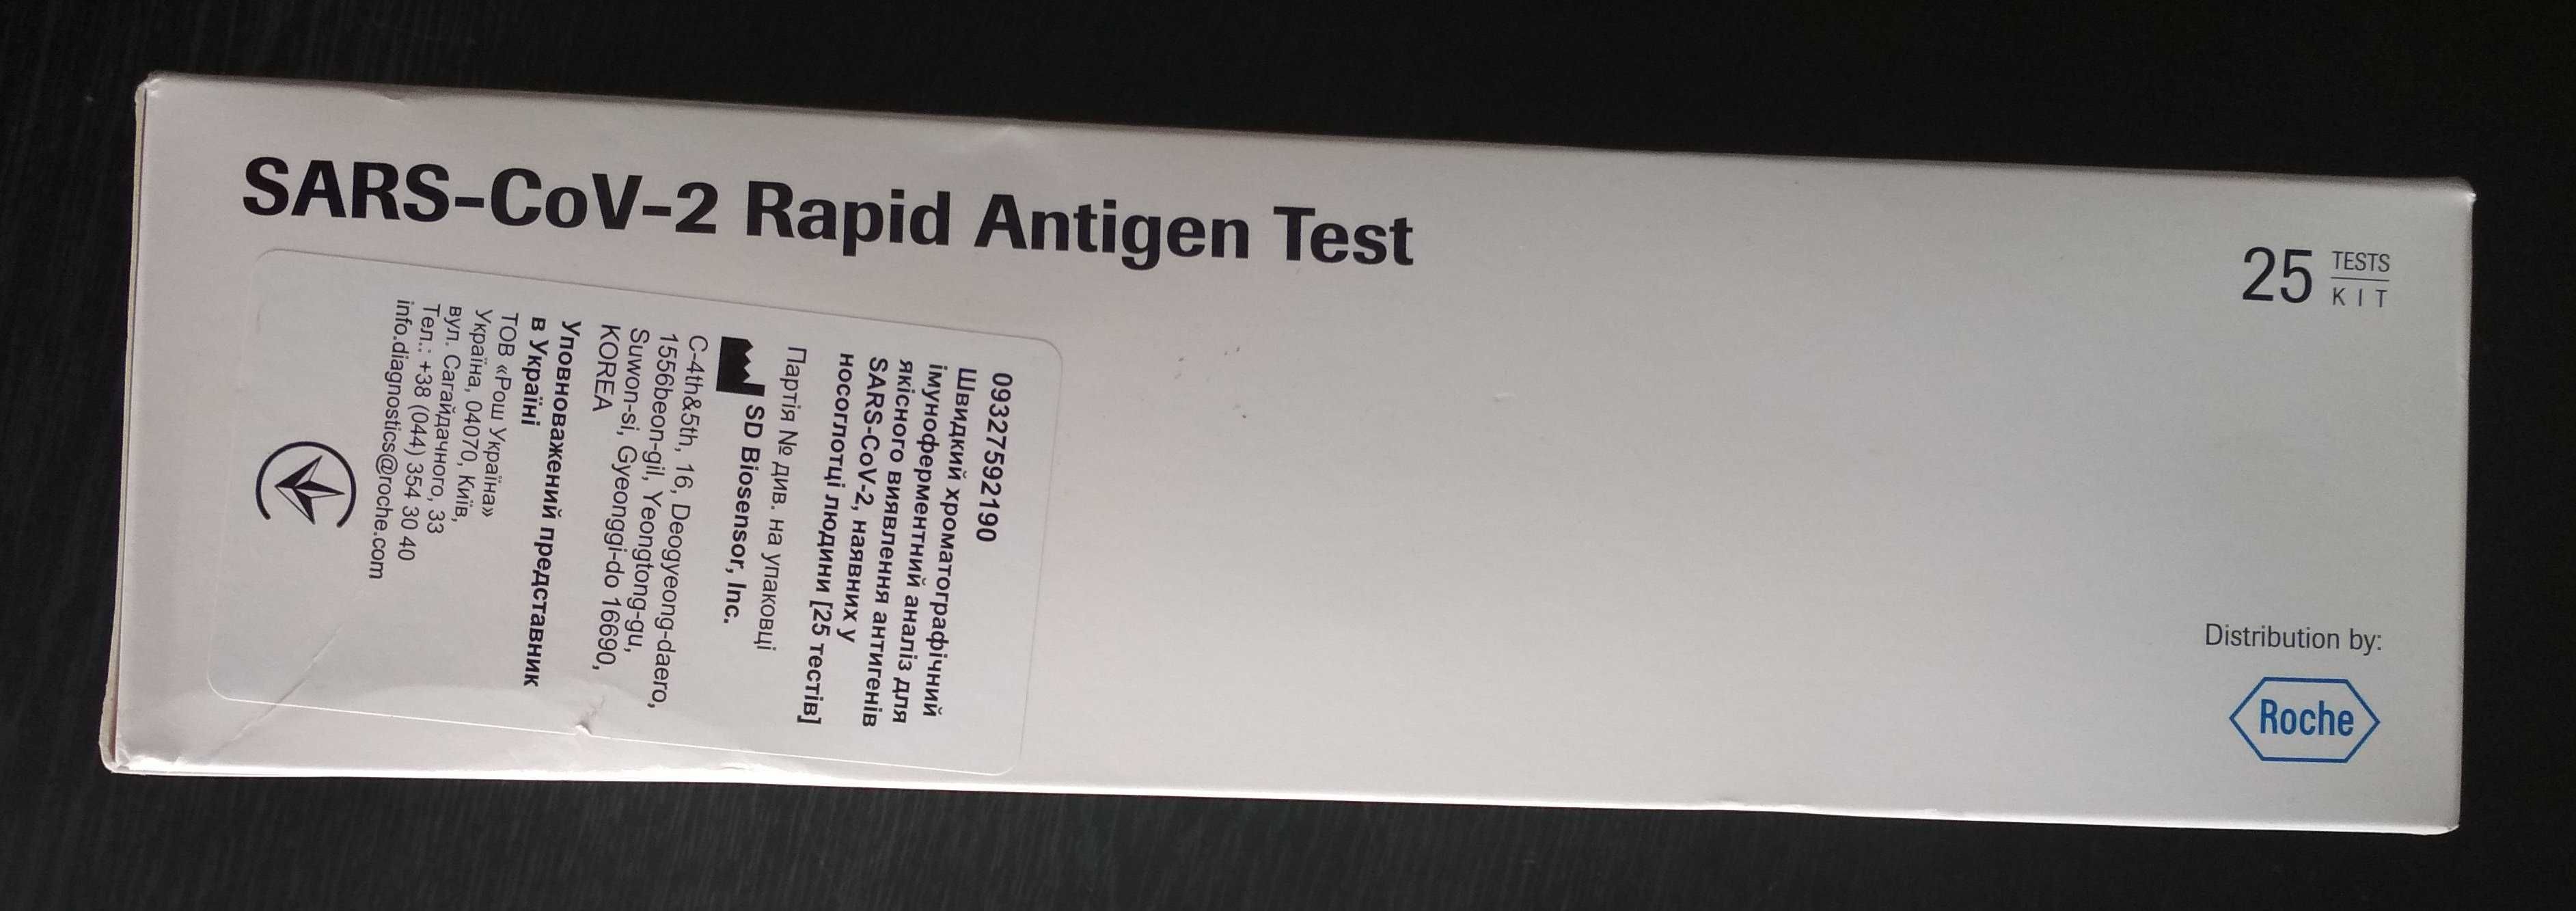 SARS-CoV-2 Rapid Antigen Test
25 TESTS
KIT
09327592190
Швидкий хроматографічний
імуноферментний аналіз для
якісного виявлення антигенів
SARS-CoV-2, наявних у
носоглотці людини [25 тестів]
Партія № див. на упаковці
SD Biosensor, Inc.
C-4th&5th, 16, Deogyeong-daero,
1556beon-gil, Yeongtong-gu,
Suwon-si, Gyeonggi-do 16690,
KOREA
Уповноважений представник
в Україні
ТОВ «Рош Україна»
Україна, 04070, Київ,
вул. Сагайдачного, 33
Тел.: +38 (044) 354 30 40
info.diagnostics@roche.com
Distribution by:
Roche